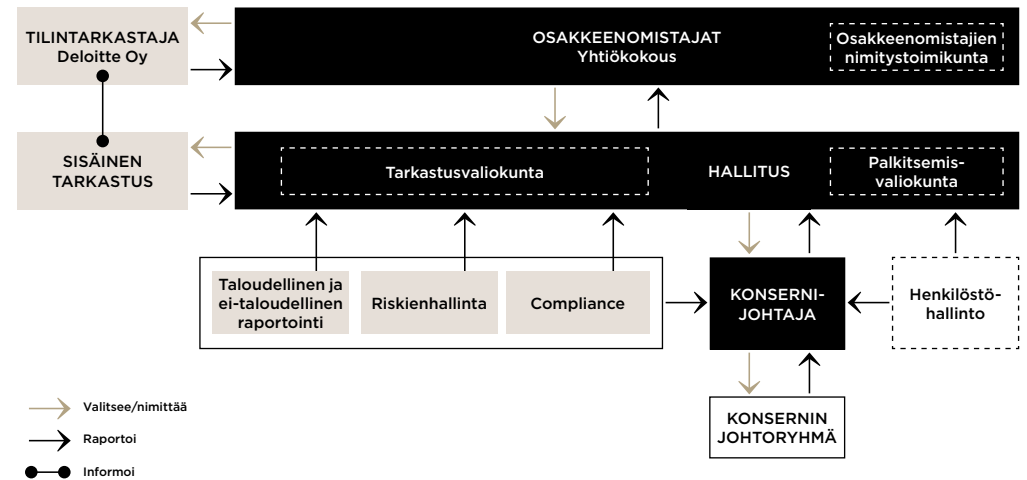 TILINTARKASTAJA
Deloitte Oy
OSAKKEENOMISTAJAT
Yhtiökokous
Osakkeenomistajien
nimitystoimikunta
SISÄINEN
TARKASTUS
Tarkastusvaliokunta
HALLITUS
Palkitsemis-
valiokunta
Taloudellinen ja
ei-taloudellinen
raportointi
Riskienhallinta
Compliance
KONSERNI-
JOHTAJA
Henkilöstö-
hallinto
KONSERNIN
JOHTORYHMÄ
Valitsee/nimittää
Raportoi
Informoi